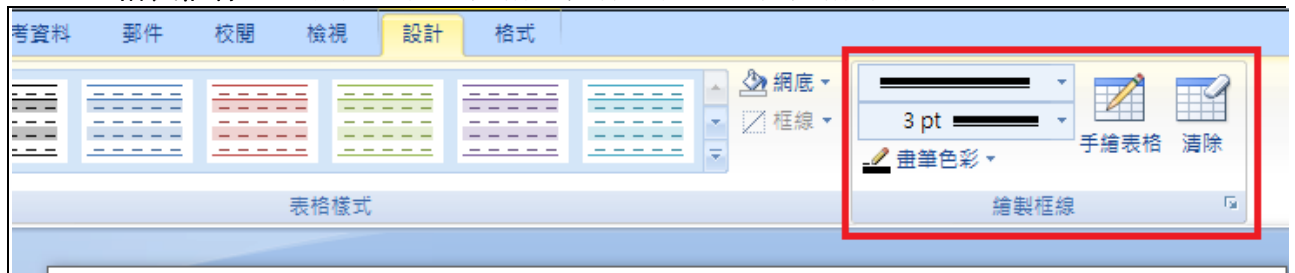 考資料 郵件 校閱 檢視 設計 格式
網底
框線
3 pt
畫筆色彩
手繪表格 清除
表格樣式 繪製框線